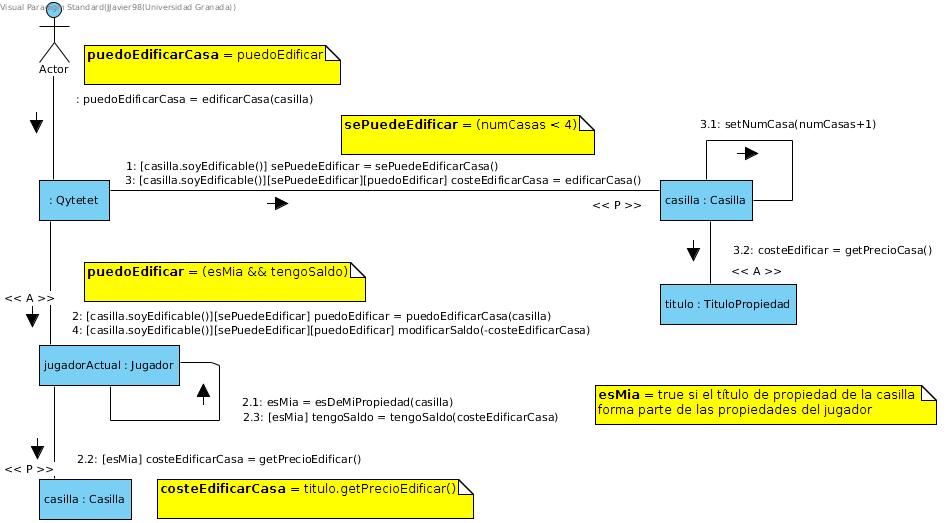 Visual Paradigm Standard(JJavier98(Universidad Granada))
Actor
puedoEdificarCasa = puedoEdificar
: puedoEdificarCasa = edificarCasa(casilla)
sePuedeEdificar = (numCasas < 4)
3.1: setNumCasa(numCasas+1)
1: [casilla.soyEdificable()] sePuedeEdificar = sePuedeEdificarCasa()
3: [casilla.soyEdificable()][sePuedeEdificar][puedoEdificar] costeEdificarCasa = edificarCasa()
: Qytetet
casilla : Casilla
<< P >>
3.2: costeEdificar = getPrecioCasa()
<< A >>
puedoEdificar = (esMia && tengoSaldo)
titulo : TituloPropiedad
<< A >>
2: [casilla.soyEdificable()][sePuedeEdificar] puedoEdificar = puedoEdificarCasa(casilla)
4: [casilla.soyEdificable()][sePuedeEdificar][puedoEdificar] modificarSaldo(-costeEdificarCasa)
jugadorActual : Jugador
2.1: esMia = esDeMiPropiedad(casilla)
2.3: [esMia] tengoSaldo = tengoSaldo(costeEdificarCasa)
esMia = true si el título de propiedad de la casilla
forma parte de las propiedades del jugador
2.2: [esMia] costeEdificarCasa = getPrecioEdificar()
<< P >>
casilla : Casilla
costeEdificarCasa = titulo.getPrecioEdificar()